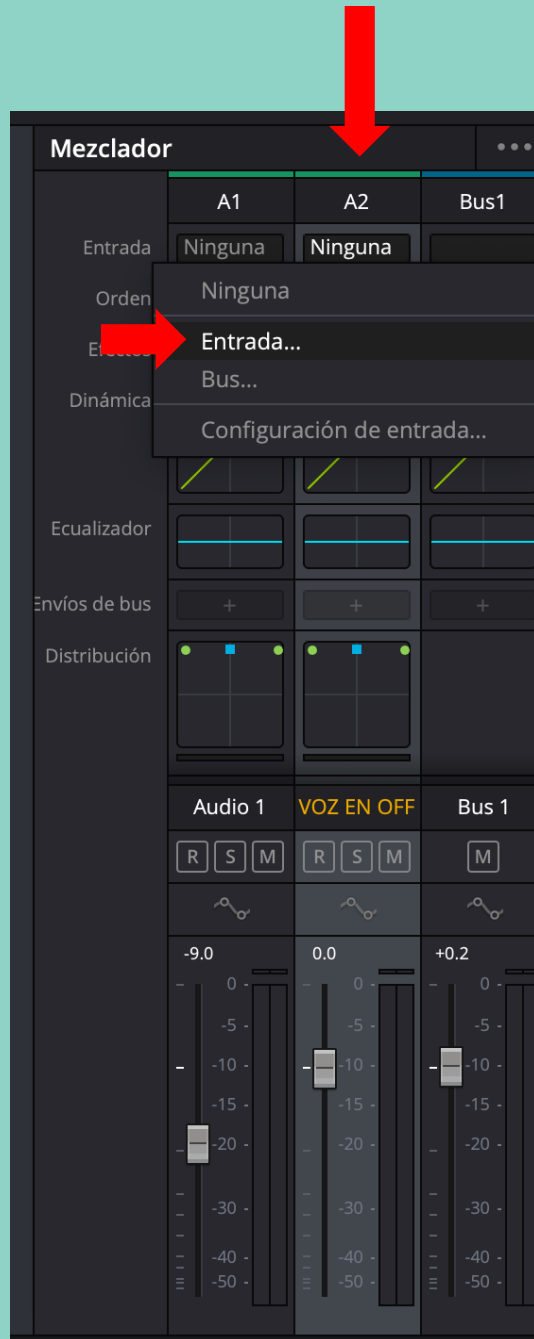 Mezclador
A1 A2 Bus1
Entrada Ninguna Ninguna
Orden Ninguna
Entrada...
Bus...
Dinámica
Configuración de entrada...
Ecualizador
Envíos de bus + + +
Distribución
Audio 1 VOZ EN OFF Bus 1
R S M R S M M
-9.0 0.0 +0.2
0 0 0
-5 -5 -5
-10 -10 -10
-15 -15 -15
-20 -20 -20
-30 -30 -30
-40 -40 -40
-50 -50 -50